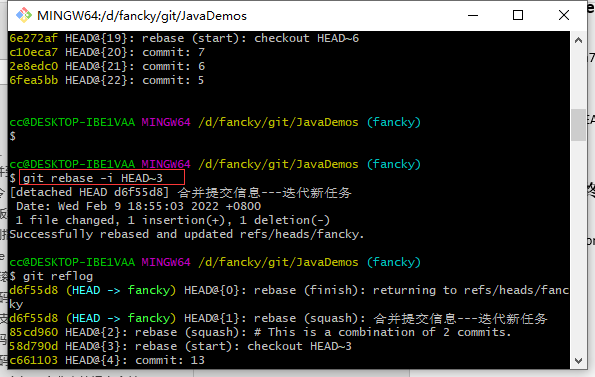 MINGW64:/d/fancky/git/JavaDemos
6e272af HEAD@{19}: rebase (start): checkout HEAD~6
c10eca7 HEAD@{20}: commit: 7
2e8edc0 HEAD@{21}: commit: 6
6fea5bb HEAD@{22}: commit: 5
cc@DESKTOP-IBE1VAA MINGW64 /d/fancky/git/JavaDemos (fancky)
$
cc@DESKTOP-IBE1VAA MINGW64 /d/fancky/git/JavaDemos (fancky)
$ git rebase -i HEAD~3
[detached HEAD d6f55d8] 合并提交信息---迭代新任务
Date: Wed Feb 9 18:55:03 2022 +0800
1 file changed, 1 insertion(+), 1 deletion(-)
Successfully rebased and updated refs/heads/fancky.
cc@DESKTOP-IBE1VAA MINGW64 /d/fancky/git/JavaDemos (fancky)
$ git reflog
d6f55d8 (HEAD -> fancky) HEAD@{0}: rebase (finish): returning to refs/heads/fanc
ky
d6f55d8 (HEAD -> fancky) HEAD@{1}: rebase (squash): 合并提交信息---迭代新任务
85cd960 HEAD@{2}: rebase (squash): # This is a combination of 2 commits.
58d790d HEAD@{3}: rebase (start): checkout HEAD~3
c661103 HEAD@{4}: commit: 13